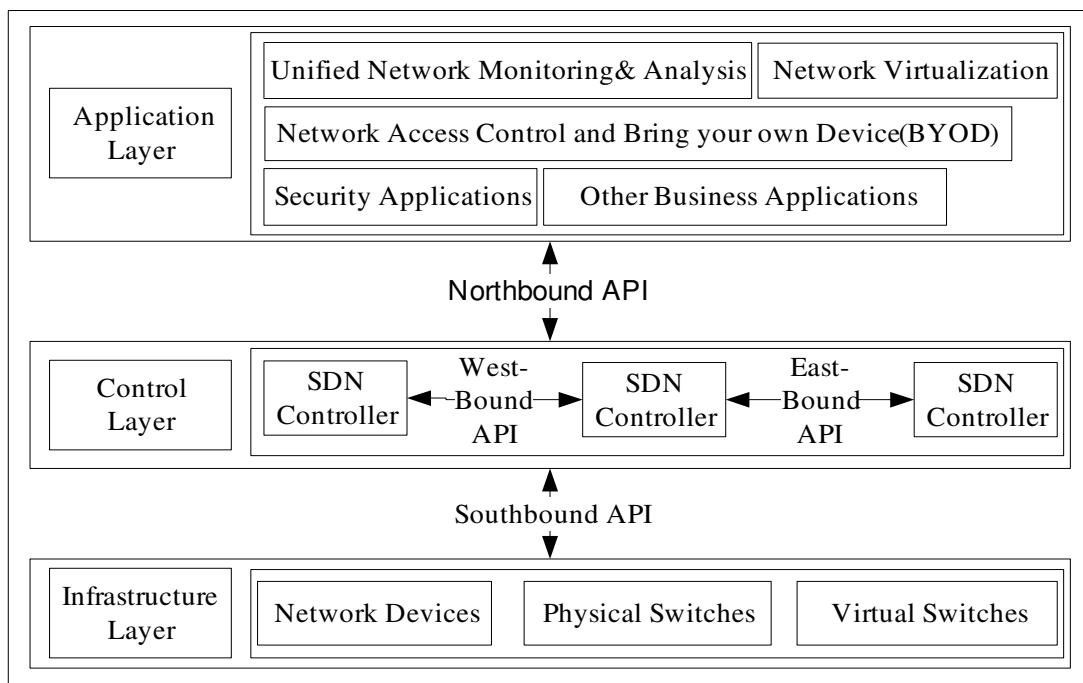 Application
Layer
Unified Network Monitoring& Analysis
Network Virtualization
Network Access Control and Bring your own Device(BYOD)
Security Applications
Other Business Applications
Northbound API
Control
Layer
SDN
Controller
West-
Bound
API
SDN
Controller
East-
Bound
API
SDN
Controller
Southbound API
Infrastructure
Layer
Network Devices
Physical Switches
Virtual Switches